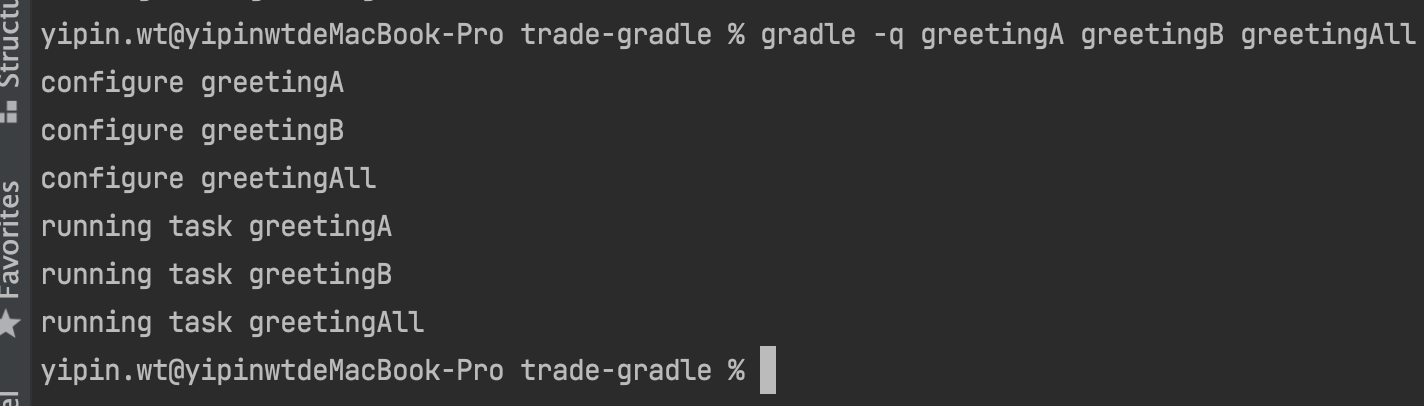 yipin.wt@yipinwtdeMacBook-Pro trade-gradle % gradle -q greetingA greetingB greetingAll
configure greetingA
configure greetingB
configure greetingAll
running task greetingA
running task greetingB
running task greetingAll
yipin.wt@yipinwtdeMacBook-Pro trade-gradle %
Favorites